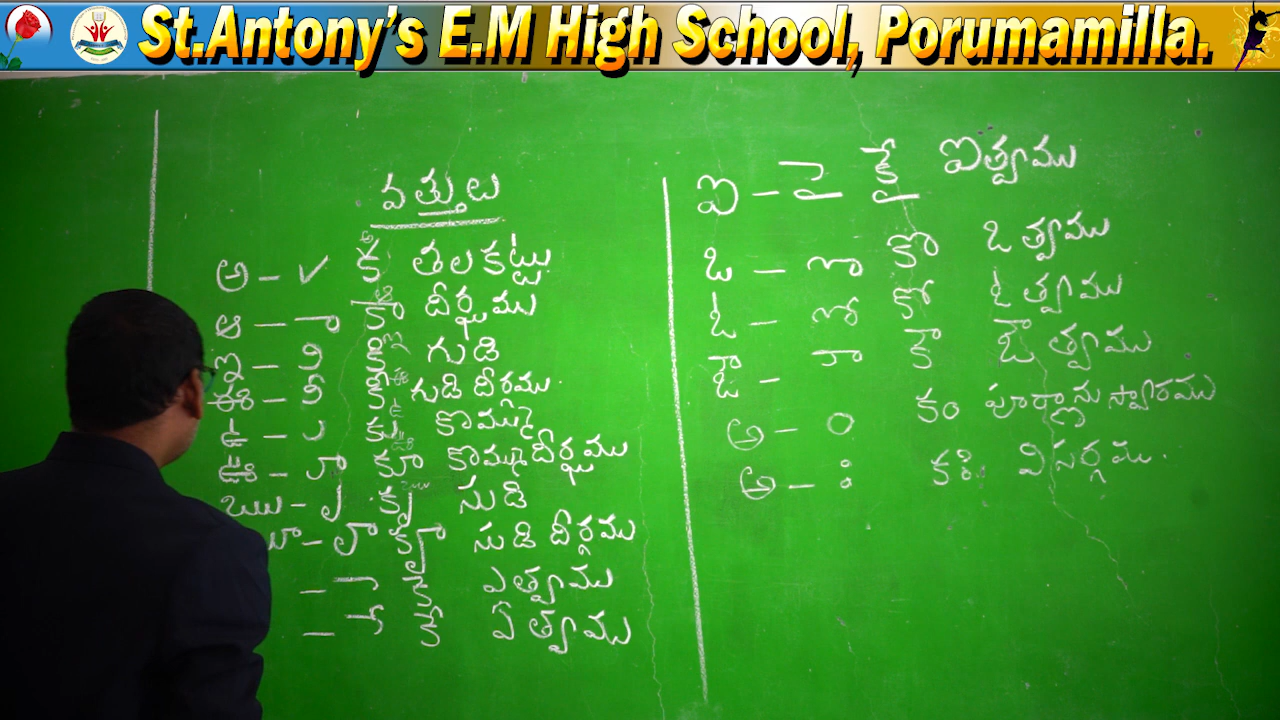 St.Antony's E.M High School, Porumamilla.
వత్తులు
అ – ✓ క తలకట్టు
ఆ – ా కా దీర్ఘము
ఇ – ి కి గుడి
ఈ – ీ కీ గుడి దీర్ఘము.
ఉ – ు కు కొమ్ము
ఊ – ూ కూ కొమ్ము దీర్ఘము
ఋ – ృ కృ సుడి
– ౄ కౄ సుడి దీర్ఘము
– ె కె ఎత్వము
– ే కే ఏత్వము
ఐ – ై కై ఐత్వము
ఒ – ొ కొ ఒత్వము
ఓ – ో కో ఓత్వము
ఔ – ౌ కౌ ఔత్వము
అ – ం కం పూర్ణానుస్వారము
అ – ః కః విసర్గము.